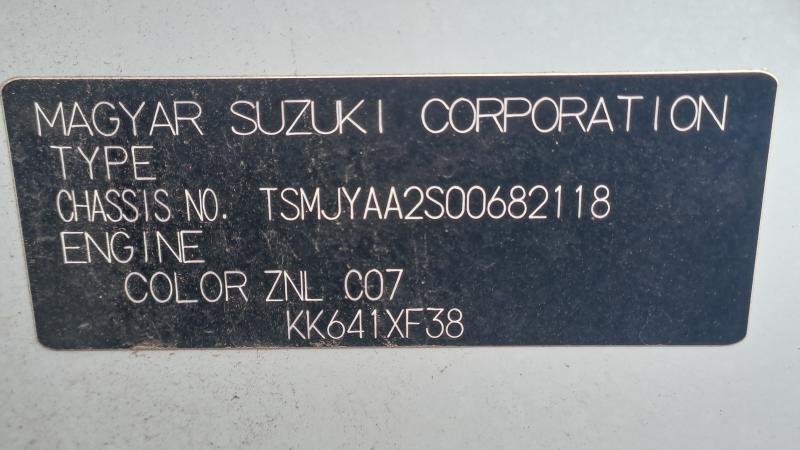 MAGYAR SUZUKI CORPORATION
TYPE
CHASSIS NO. TSMJYAA2S00682118
ENGINE
COLOR ZNL C07
KK641XF38